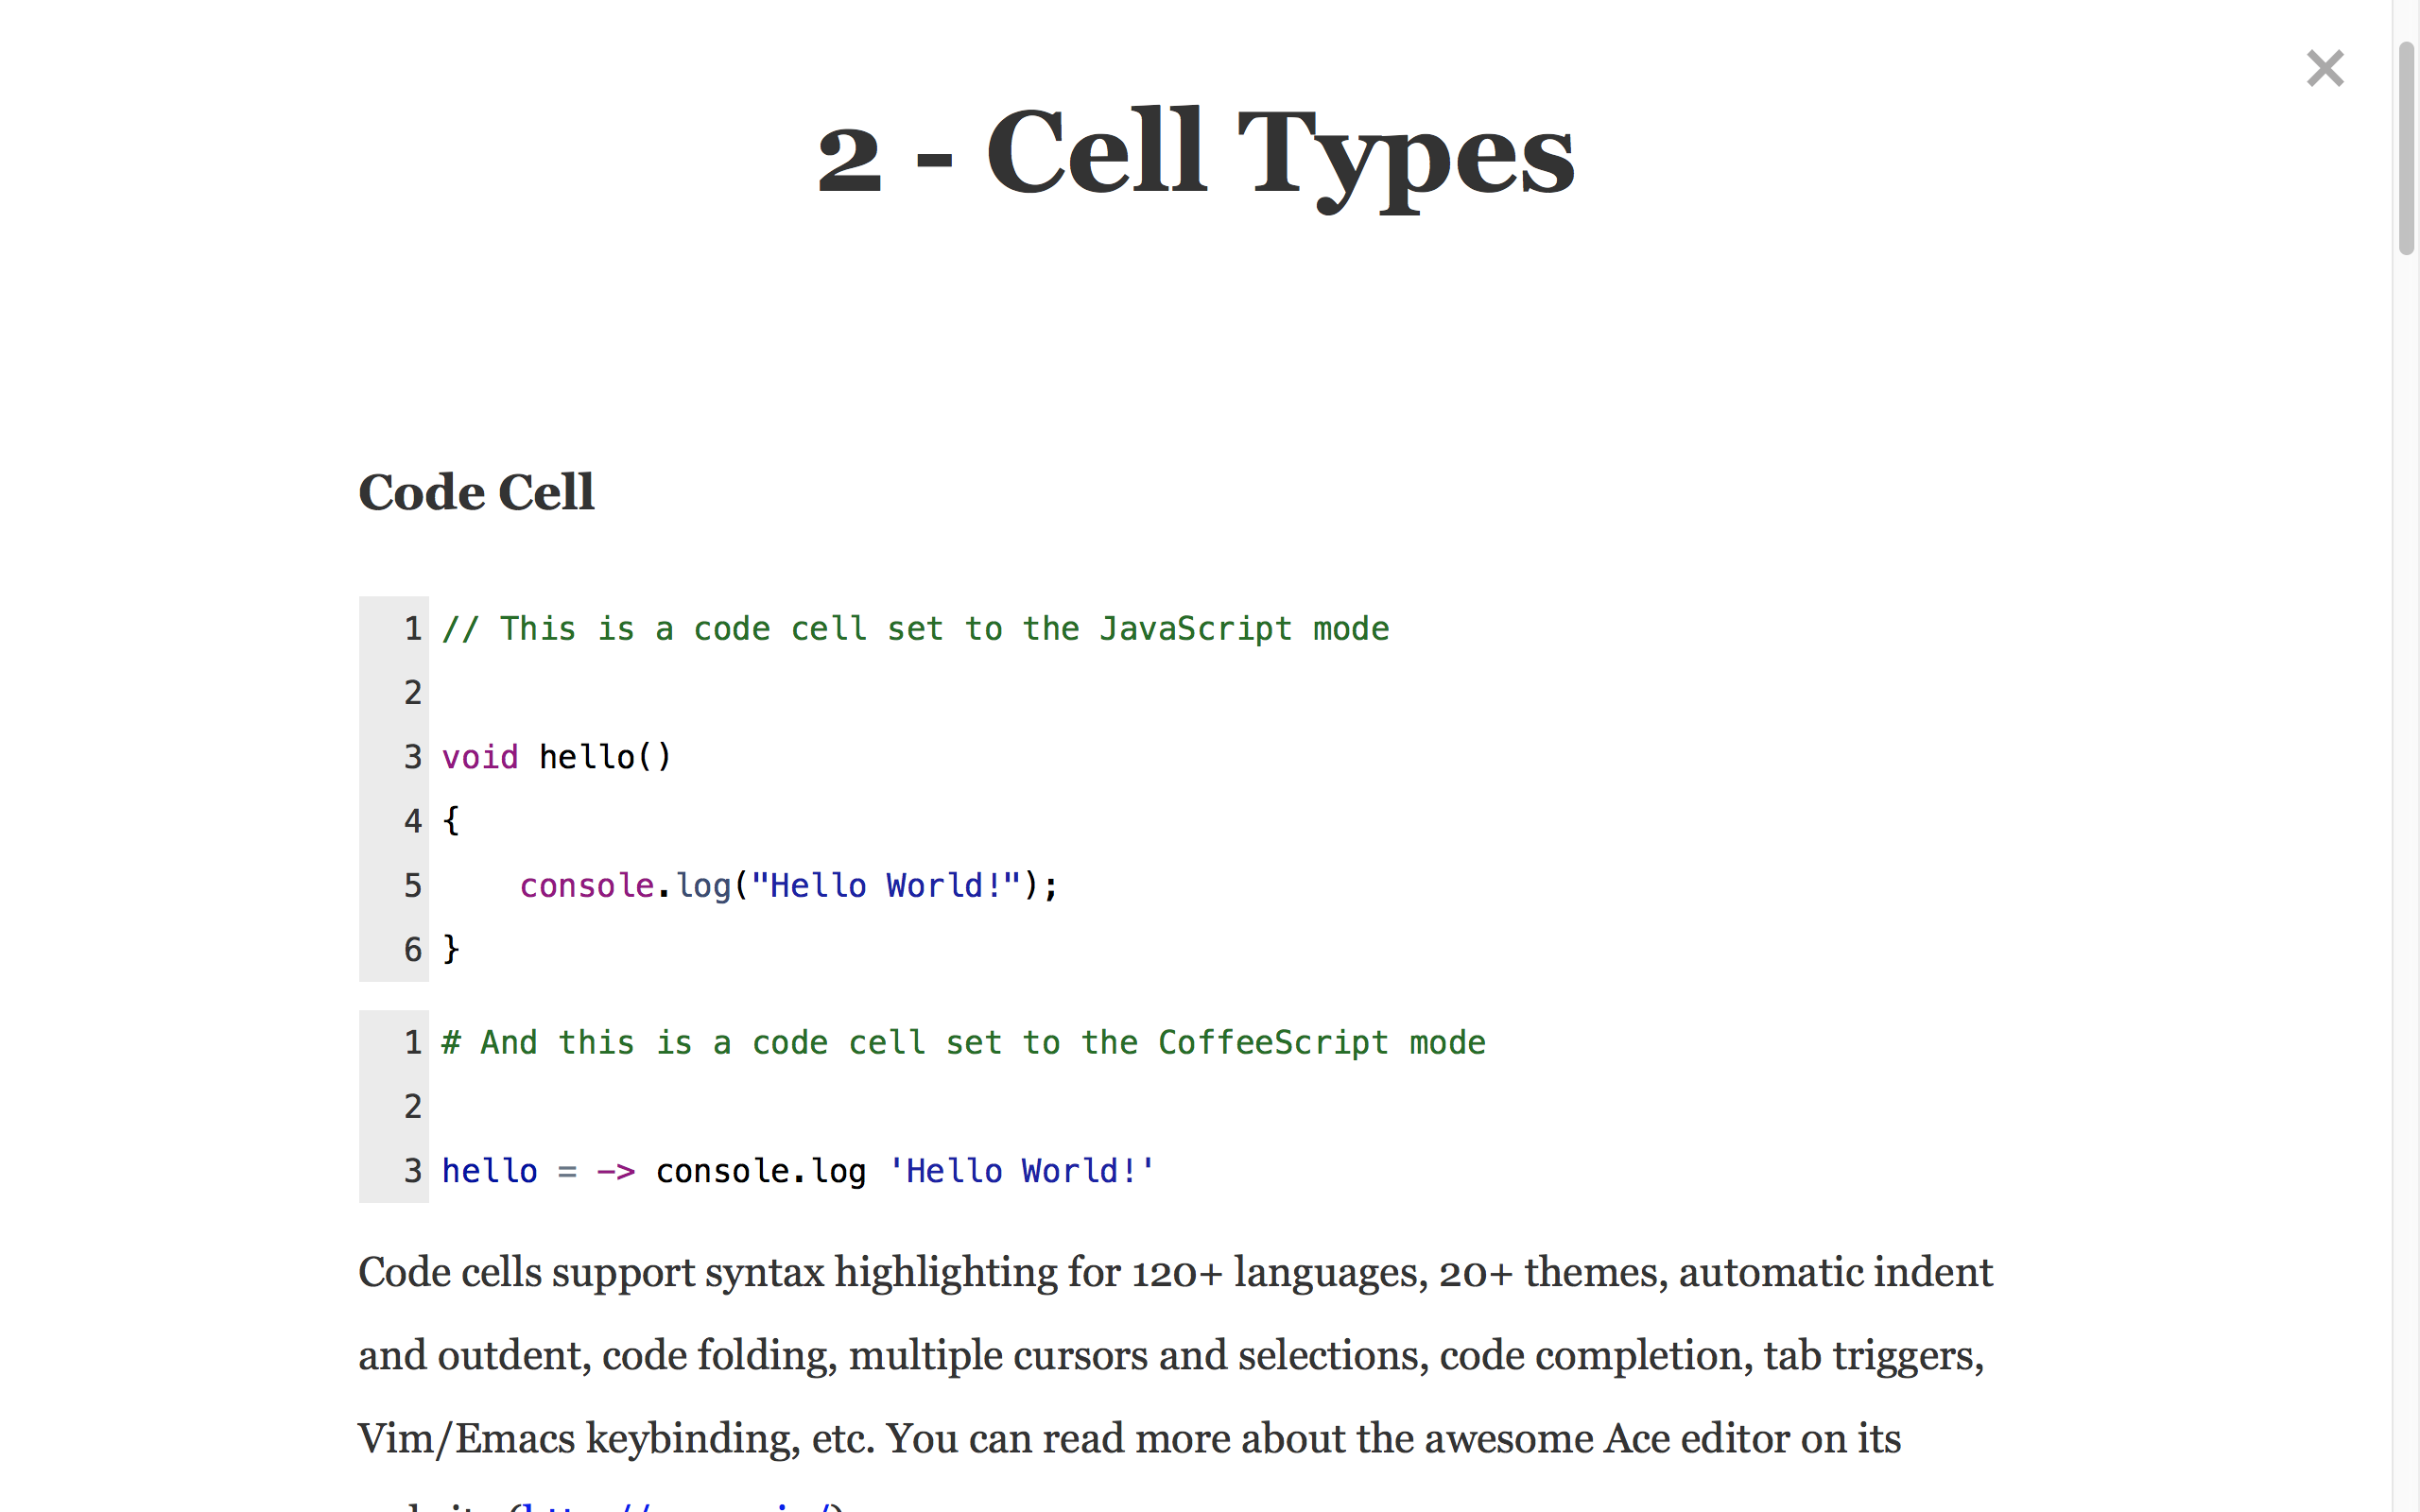 2 - Cell Types
Code Cell
1 // This is a code cell set to the JavaScript mode
2
3 void hello()
4 {
5     console.log("Hello World!");
6 }
1 # And this is a code cell set to the CoffeeScript mode
2
3 hello = -> console.log 'Hello World!'
Code cells support syntax highlighting for 120+ languages, 20+ themes, automatic indent
and outdent, code folding, multiple cursors and selections, code completion, tab triggers,
Vim/Emacs keybinding, etc. You can read more about the awesome Ace editor on its